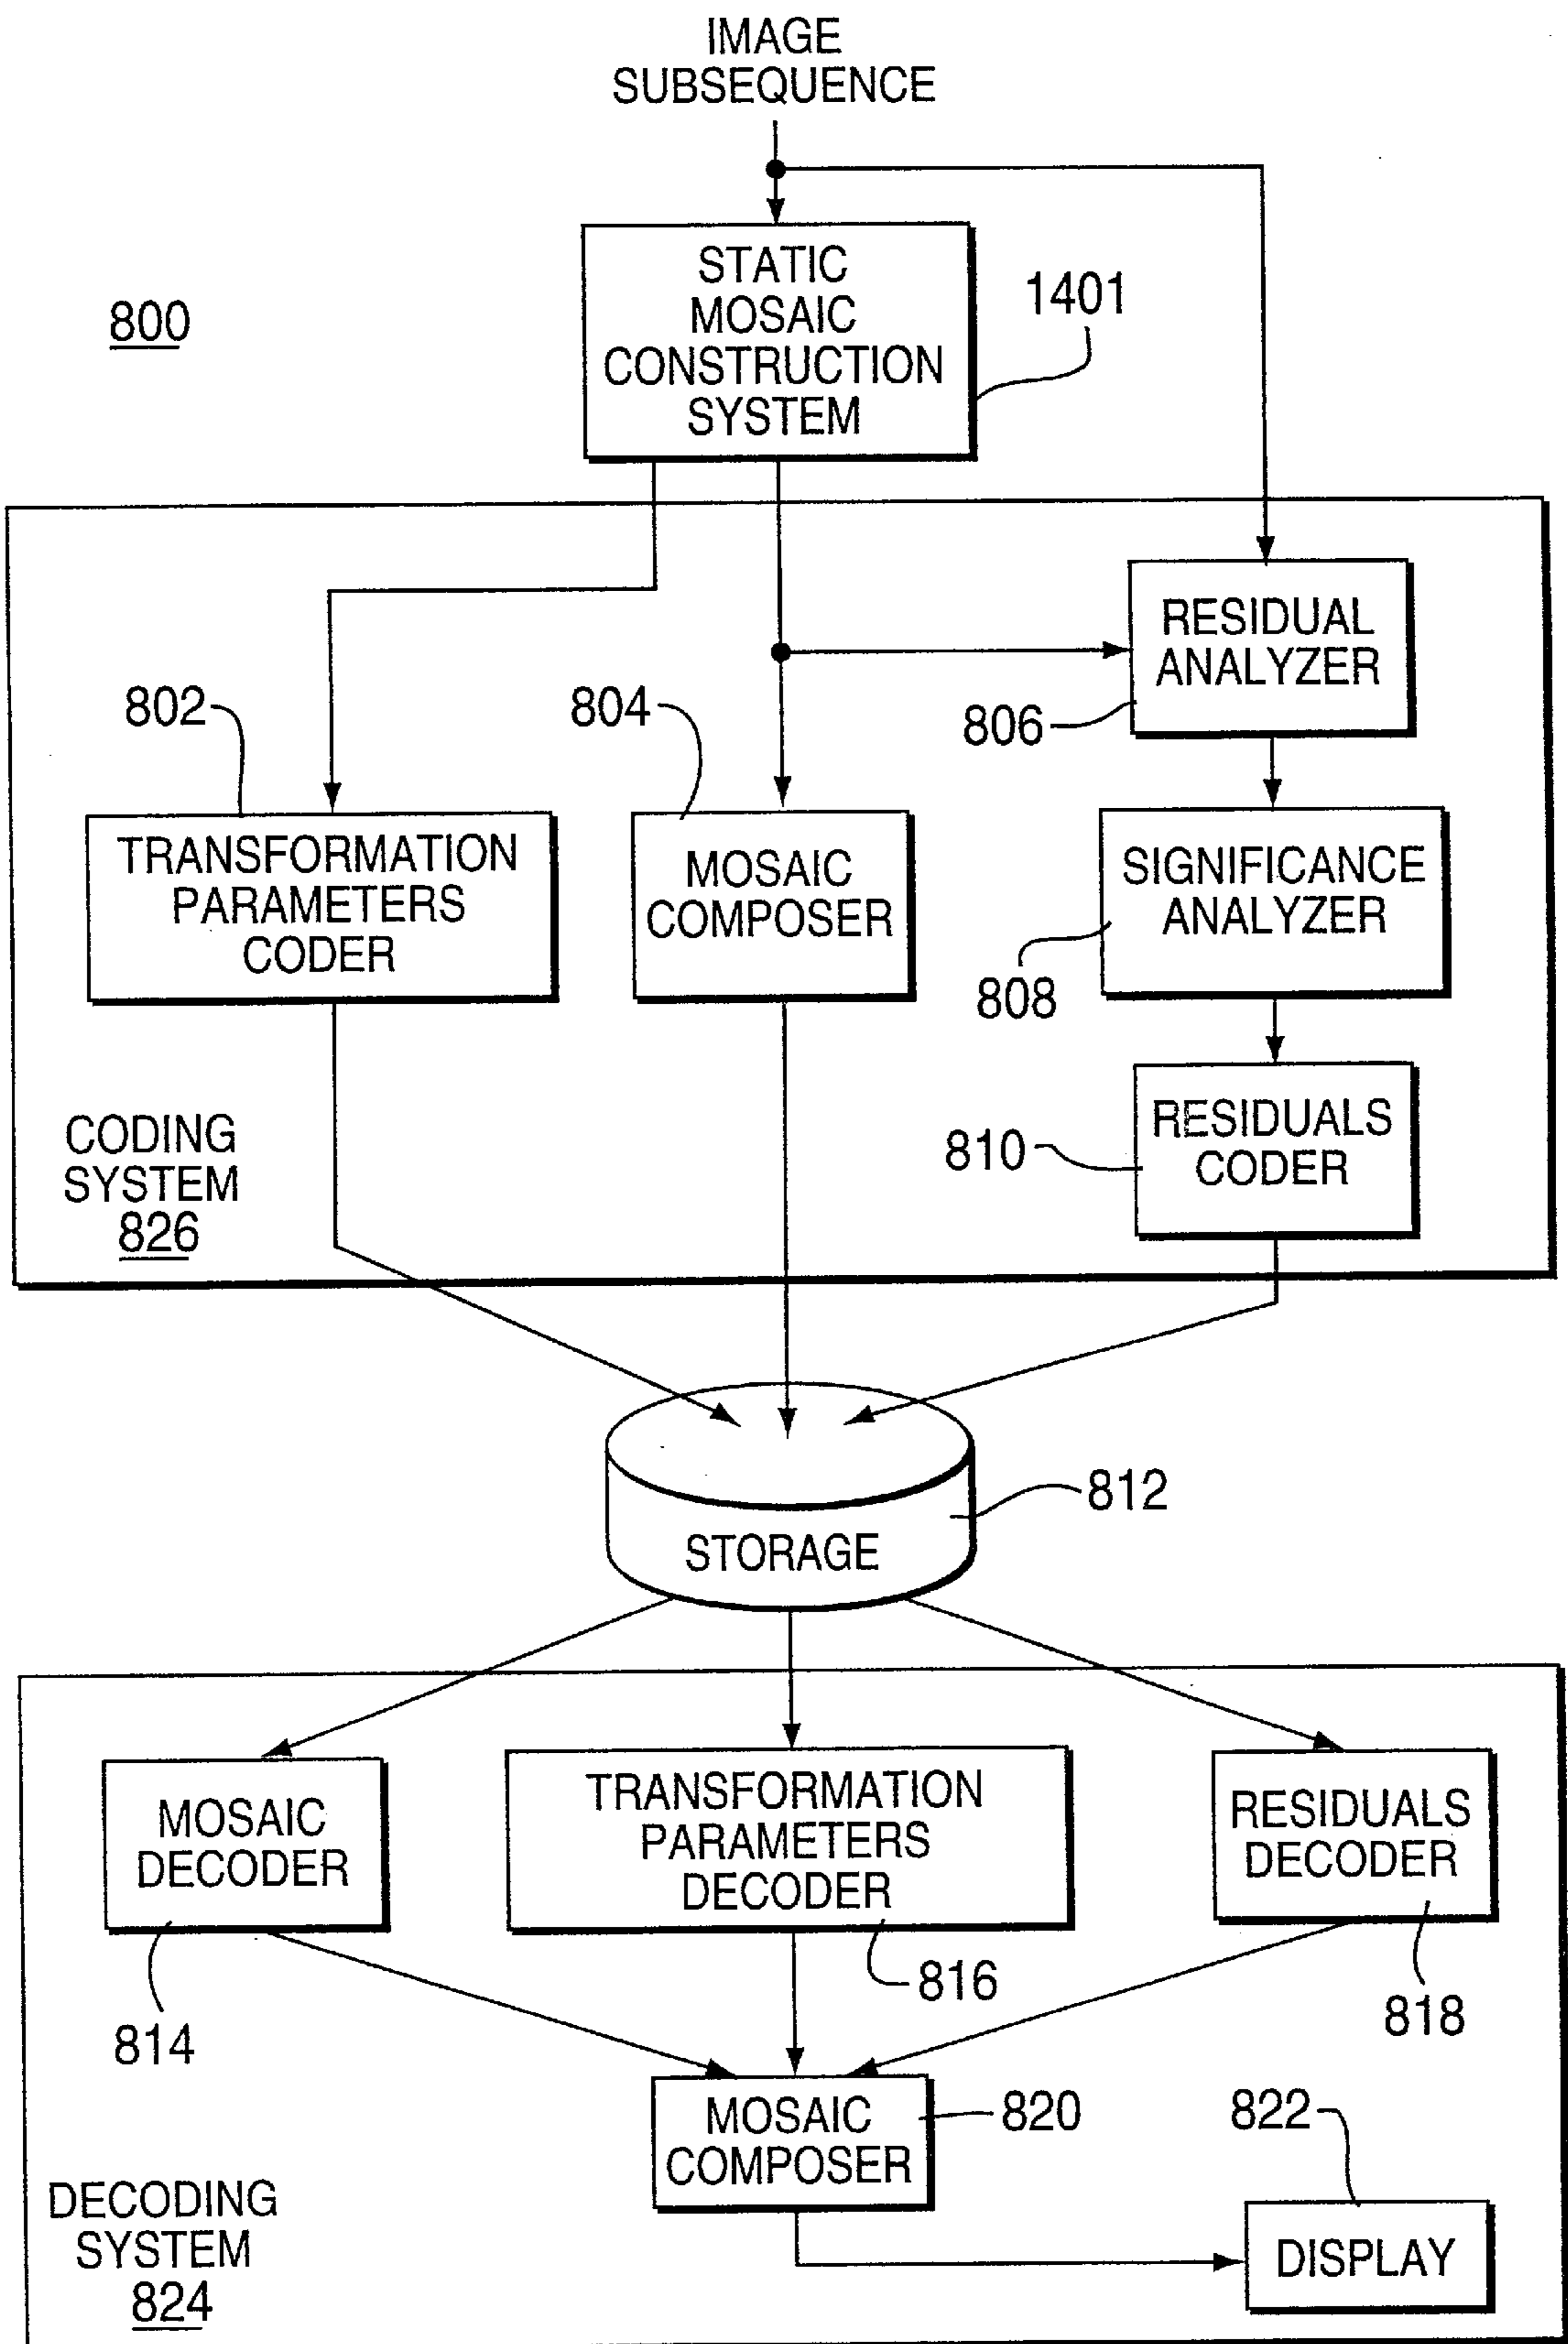 IMAGE
SUBSEQUENCE
STATIC
MOSAIC
CONSTRUCTION
SYSTEM
1401
800
RESIDUAL
ANALYZER
806
802
804
TRANSFORMATION
PARAMETERS
CODER
MOSAIC
COMPOSER
SIGNIFICANCE
ANALYZER
808
RESIDUALS
CODER
810
CODING
SYSTEM
826
812
STORAGE
MOSAIC
DECODER
TRANSFORMATION
PARAMETERS
DECODER
RESIDUALS
DECODER
814
816
818
MOSAIC
COMPOSER
820
822
DISPLAY
DECODING
SYSTEM
824